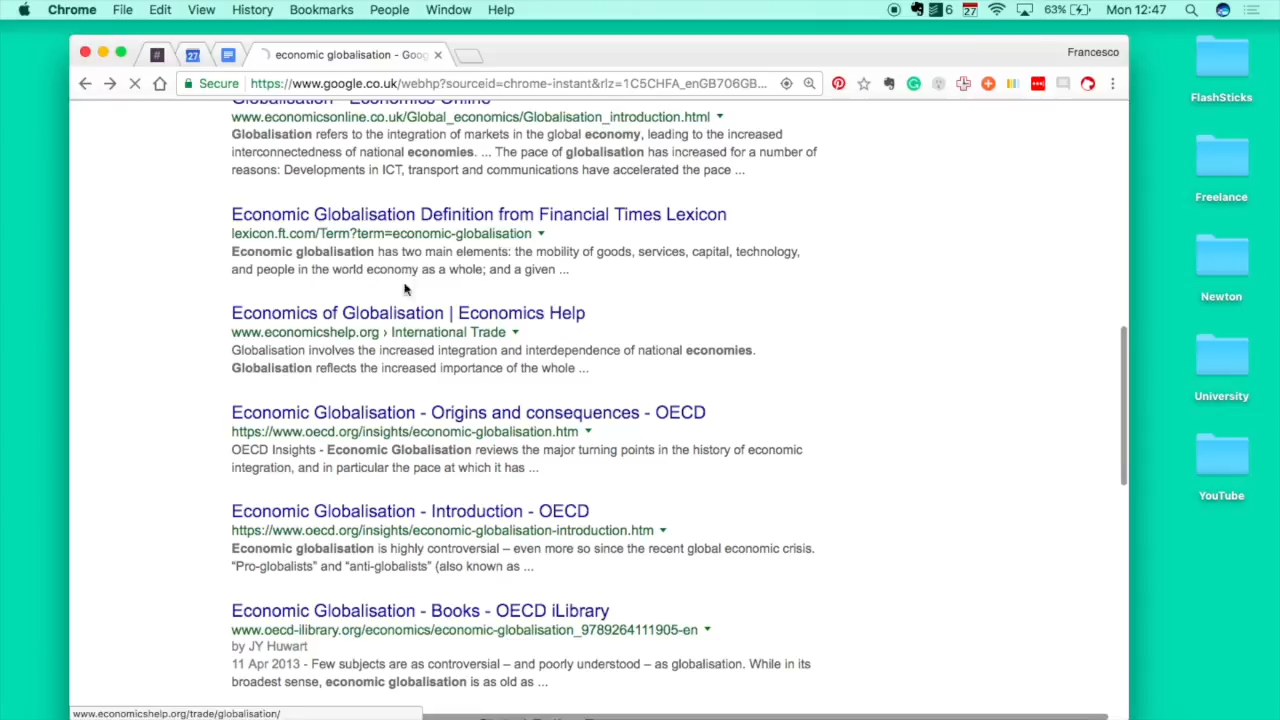 Chrome File Edit View History Bookmarks People Window Help 6 27 63% Mon 12:47
27 economic globalisation - Goo Francesco
Secure https://www.google.co.uk/webhp?sourceid=chrome-instant&rlz=1C5CHFA_enGB706GB...
Globalisation - Economics Online
www.economicsonline.co.uk/Global_economics/Globalisation_introduction.html
Globalisation refers to the integration of markets in the global economy, leading to the increased
interconnectedness of national economies. ... The pace of globalisation has increased for a number of
reasons: Developments in ICT, transport and communications have accelerated the pace ...
Economic Globalisation Definition from Financial Times Lexicon
lexicon.ft.com/Term?term=economic-globalisation
Economic globalisation has two main elements: the mobility of goods, services, capital, technology,
and people in the world economy as a whole; and a given ...
Economics of Globalisation | Economics Help
www.economicshelp.org › International Trade
Globalisation involves the increased integration and interdependence of national economies.
Globalisation reflects the increased importance of the whole ...
Economic Globalisation - Origins and consequences - OECD
https://www.oecd.org/insights/economic-globalisation.htm
OECD Insights - Economic Globalisation reviews the major turning points in the history of economic
integration, and in particular the pace at which it has ...
Economic Globalisation - Introduction - OECD
https://www.oecd.org/insights/economic-globalisation-introduction.htm
Economic globalisation is highly controversial – even more so since the recent global economic crisis.
“Pro-globalists” and “anti-globalists” (also known as ...
Economic Globalisation - Books - OECD iLibrary
www.oecd-ilibrary.org/economics/economic-globalisation_9789264111905-en
by JY Huwart
11 Apr 2013 - Few subjects are as controversial – and poorly understood – as globalisation. While in its
broadest sense, economic globalisation is as old as ...
www.economicshelp.org/trade/globalisation/
FlashSticks
Freelance
Newton
University
YouTube